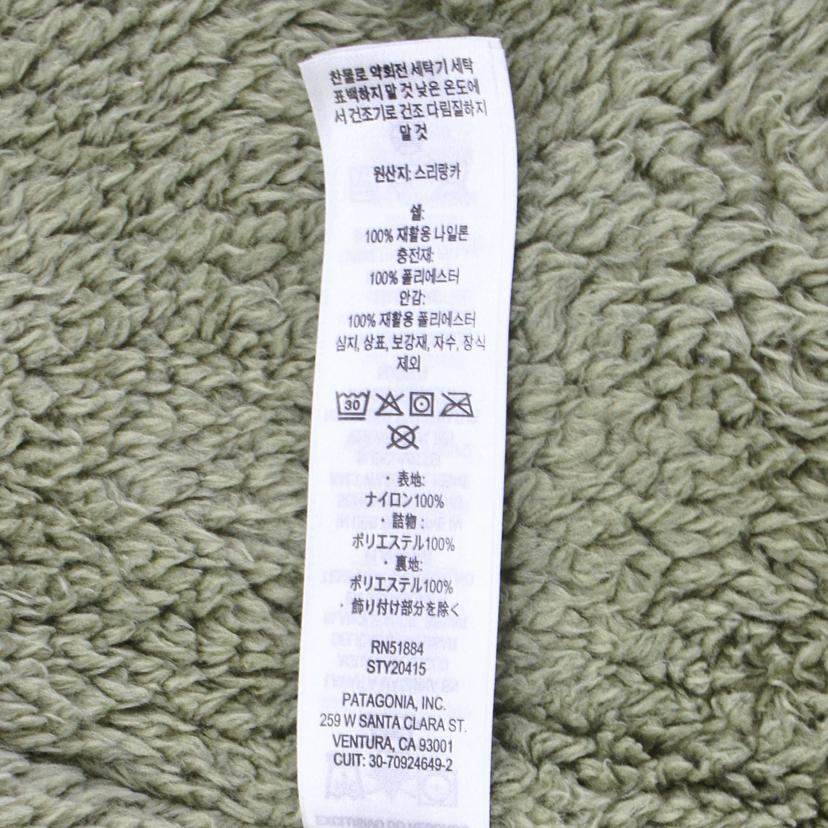 찬물로 약회전 세탁기 세탁
표백하지 말 것 낮은 온도에
서 건조기로 건조 다림질하지
말 것
원산지: 스리랑카
쉘:
100% 재활용 나일론
충전재:
100% 폴리에스터
안감:
100% 재활용 폴리에스터
심지, 상표, 보강재, 자수, 장식
제외
30
・ 表地:
ナイロン100%
・ 詰物 :
ポリエステル100%
・ 裏地:
ポリエステル100%
・ 飾り付け部分を除く
RN51884
STY20415
PATAGONIA, INC.
259 W SANTA CLARA ST.
VENTURA, CA 93001
CUIT: 30-70924649-2